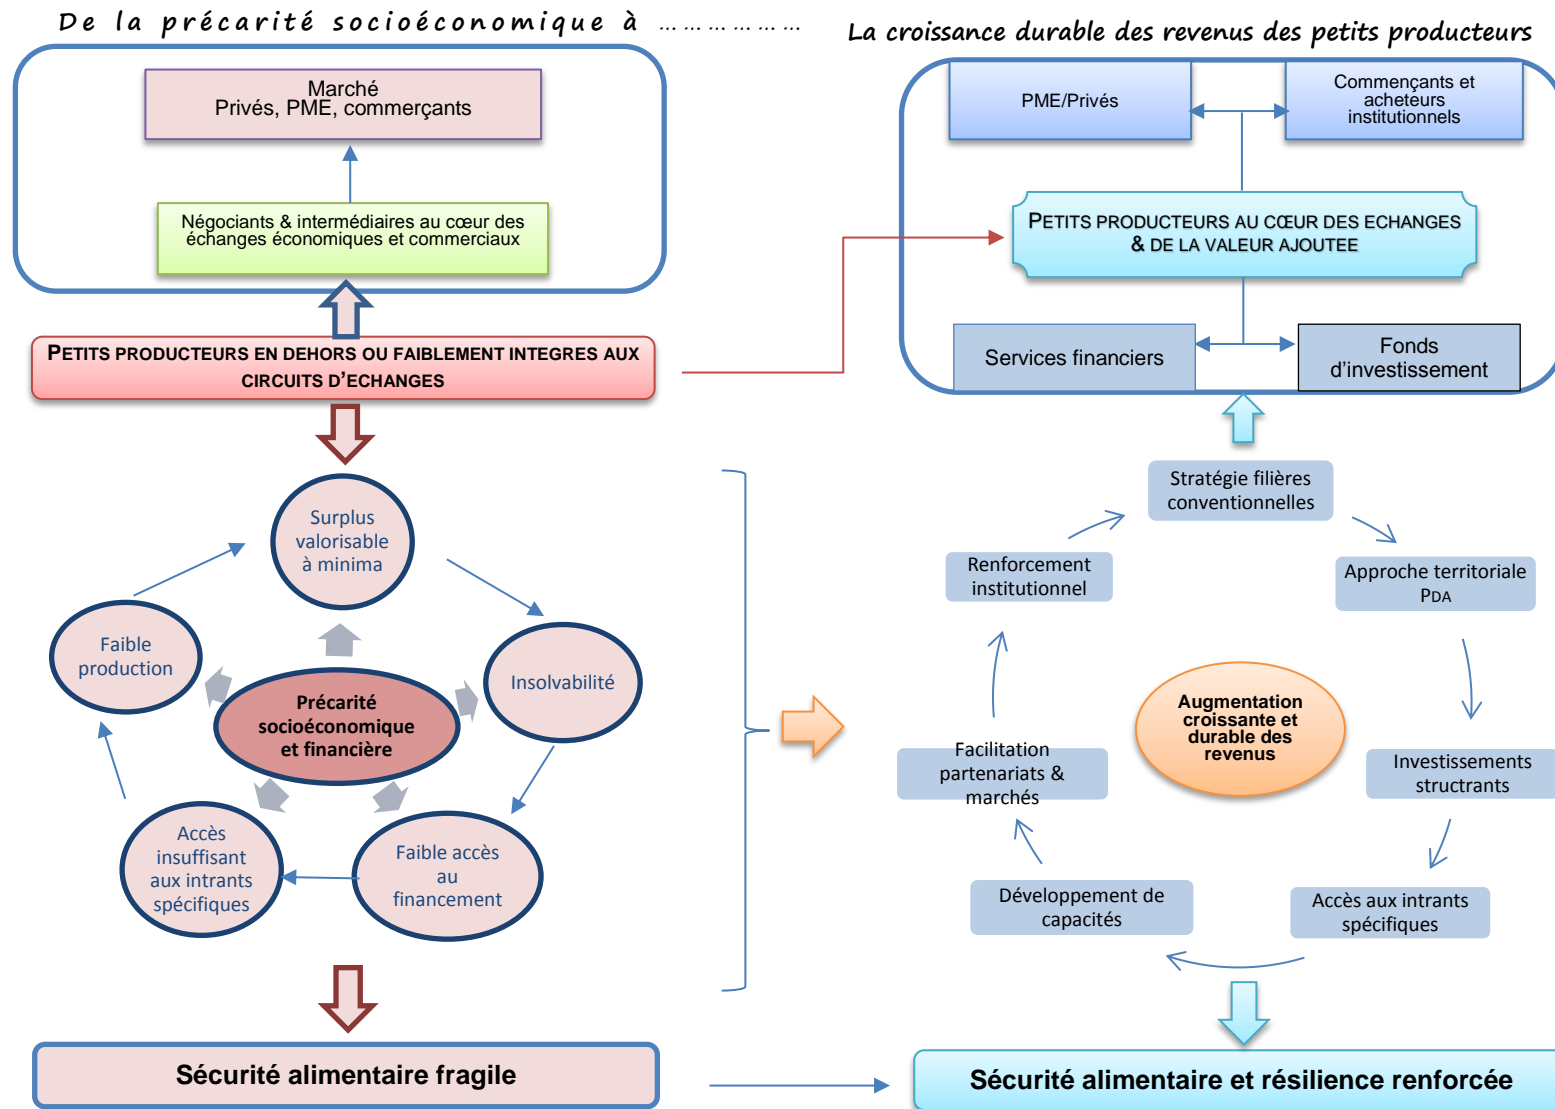 De la précarité socioéconomique à ... ... ... ... ... ...
La croissance durable des revenus des petits producteurs
Marché
Privés, PME, commerçants
Négociants & intermédiaires au cœur des
échanges économiques et commerciaux
PETITS PRODUCTEURS EN DEHORS OU FAIBLEMENT INTEGRES AUX
CIRCUITS D'ECHANGES
PME/Privés
Commençants et
acheteurs
institutionnels
PETITS PRODUCTEURS AU CŒUR DES ECHANGES
& DE LA VALEUR AJOUTEE
Services financiers
Fonds
d'investissement
Surplus
valorisable
à minima
Insolvabilité
Faible accès
au
financement
Accès
insuffisant
aux intrants
spécifiques
Faible
production
Précarité
socioéconomique
et financière
Stratégie filières
conventionnelles
Approche territoriale
PDA
Investissements
structrants
Accès aux intrants
spécifiques
Développement de
capacités
Facilitation
partenariats &
marchés
Renforcement
institutionnel
Augmentation
croissante et
durable des
revenus
Sécurité alimentaire fragile
Sécurité alimentaire et résilience renforcée